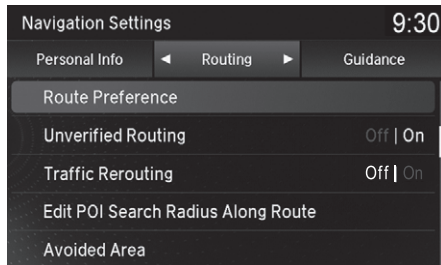 Navigation Settings 9:30
Personal Info Routing Guidance
Route Preference
Unverified Routing Off | On
Traffic Rerouting Off | On
Edit POI Search Radius Along Route
Avoided Area